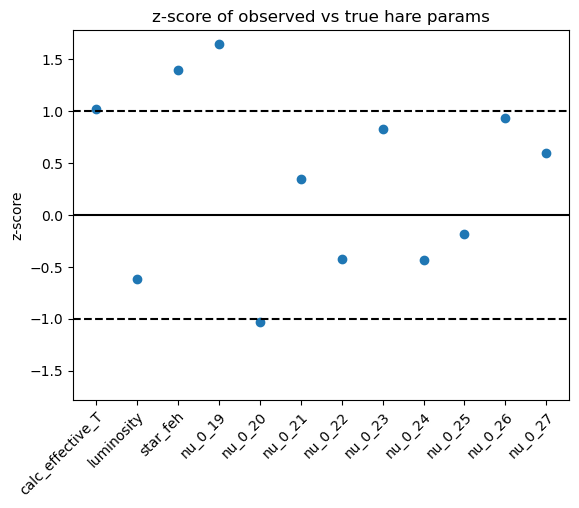 z-score of observed vs true hare params
z-score
1.5
1.0
0.5
0.0
−0.5
−1.0
−1.5
calc_effective_T
luminosity
star_feh
nu_0_19
nu_0_20
nu_0_21
nu_0_22
nu_0_23
nu_0_24
nu_0_25
nu_0_26
nu_0_27